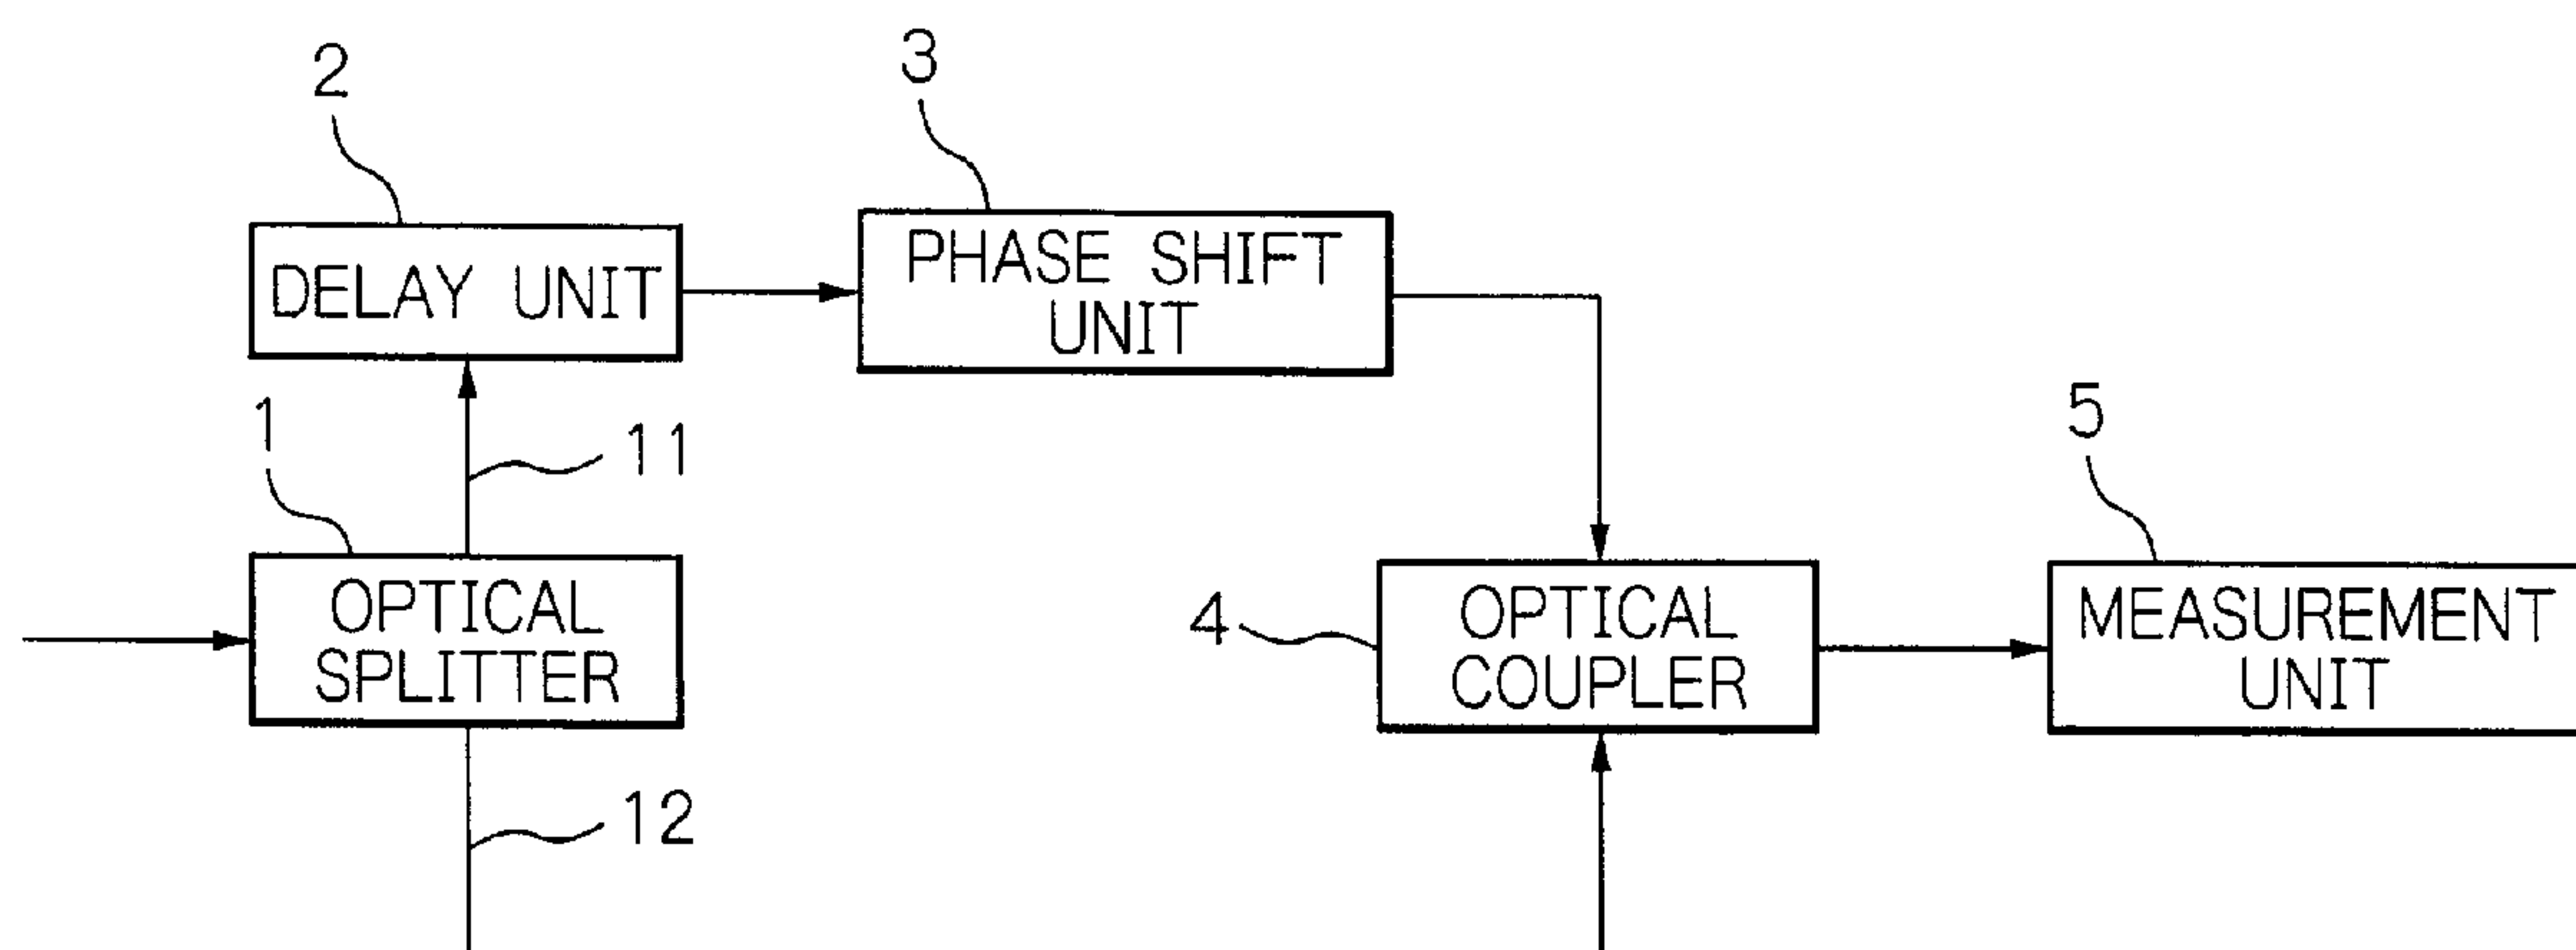 2
3
DELAY UNIT
PHASE SHIFT
UNIT
1
11
5
OPTICAL
SPLITTER
4
OPTICAL
COUPLER
MEASUREMENT
UNIT
12